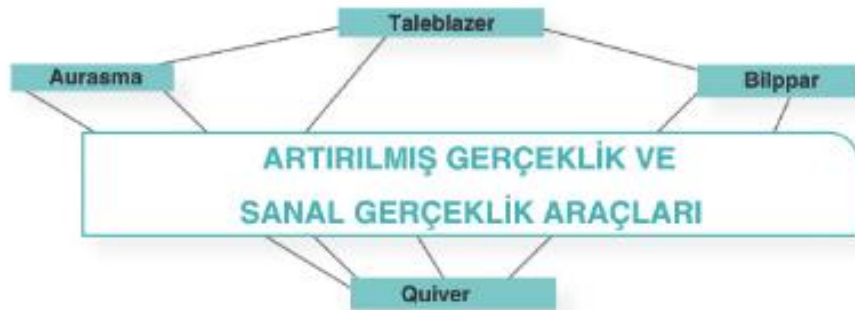 Taleblazer
Aurasma
Bilppar
ARTIRILMIŞ GERÇEKLİK VE
SANAL GERÇEKLİK ARAÇLARI
Quiver